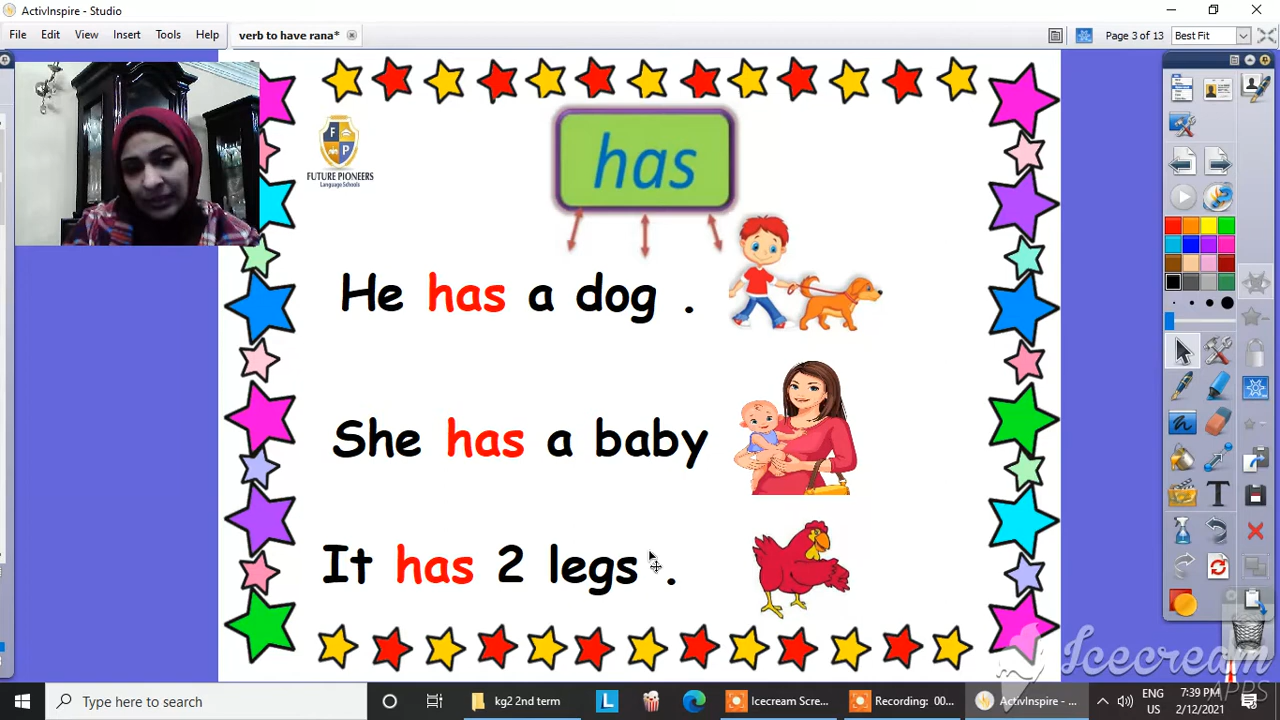 ActivInspire - Studio
File Edit View Insert Tools Help
verb to have rana*
Page 3 of 13
Best Fit
F
P
FUTURE PIONEERS
Language Schools
has
He has a dog .
She has a baby
It has 2 legs .
Icecream
APPS
Type here to search
kg2 2nd term
L
Icecream Scre...
Recording: 00...
ActivInspire - ...
ENG
US
7:39 PM
2/12/2021